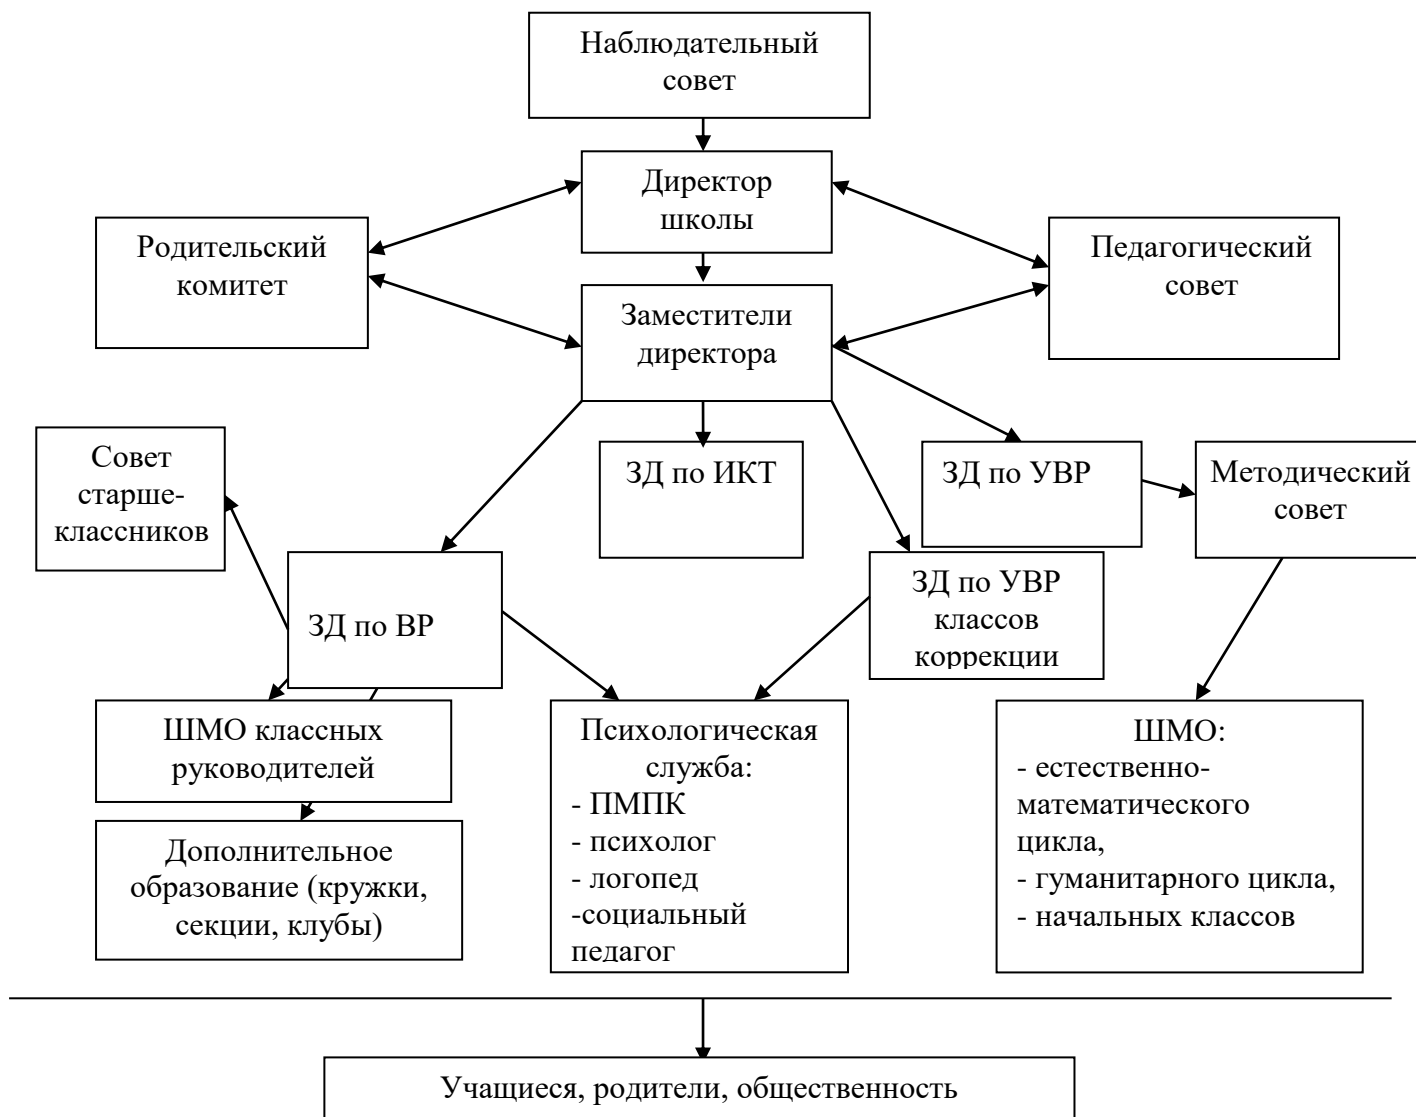 Наблюдательный
совет
Директор
школы
Родительский
комитет
Педагогический
совет
Заместители
директора
Совет
старше-
классников
ЗД по ИКТ
ЗД по УВР
Методический
совет
ЗД по ВР
ЗД по УВР
классов
коррекции
ШМО классных
руководителей
Дополнительное
образование (кружки,
секции, клубы)
Психологическая
служба:
- ПМПК
- психолог
- логопед
-социальный
педагог
ШМО:
- естественно-
математического
цикла,
- гуманитарного цикла,
- начальных классов
Учащиеся, родители, общественность